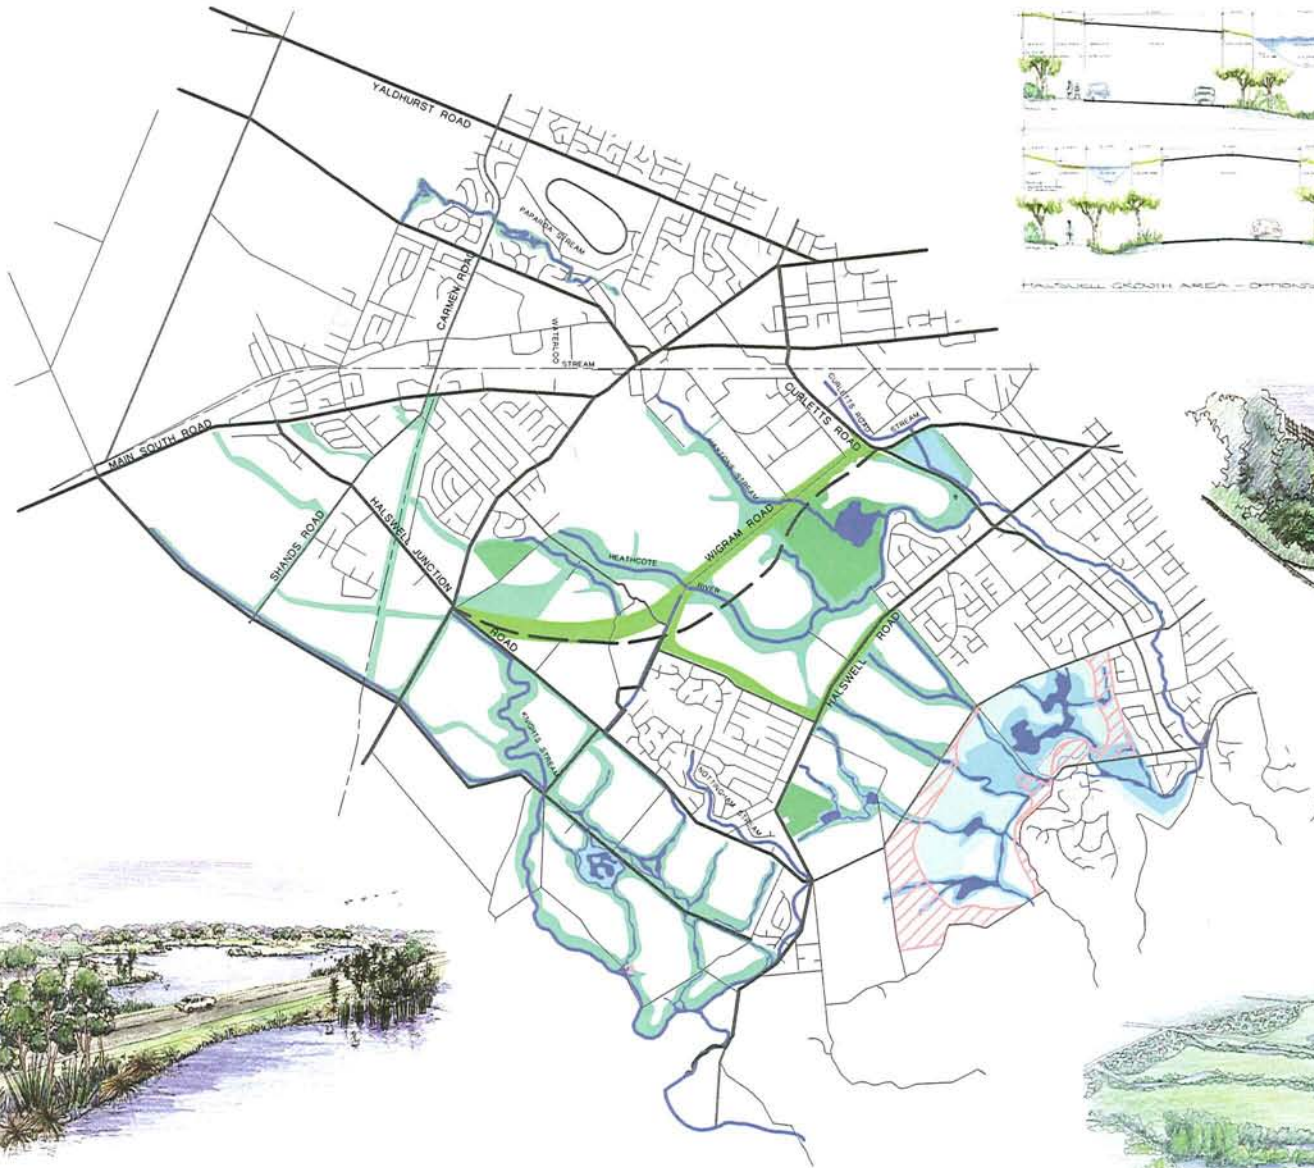 YALDHURST ROAD
PAPARUA STREAM
CARMEN ROAD
WATERLOO
STREAM
CURLETTS ROAD
STREAM
CURLETTS ROAD
MAIN SOUTH ROAD
SHANDS ROAD
HALSWELL JUNCTION
ROAD
WIGRAM ROAD
HEATHCOTE
RIVER
HALSWELL ROAD
KNIGHTS STREAM
NOTTINGHAM STREAM
HALSWELL GROWTH AREA - OPTIONS